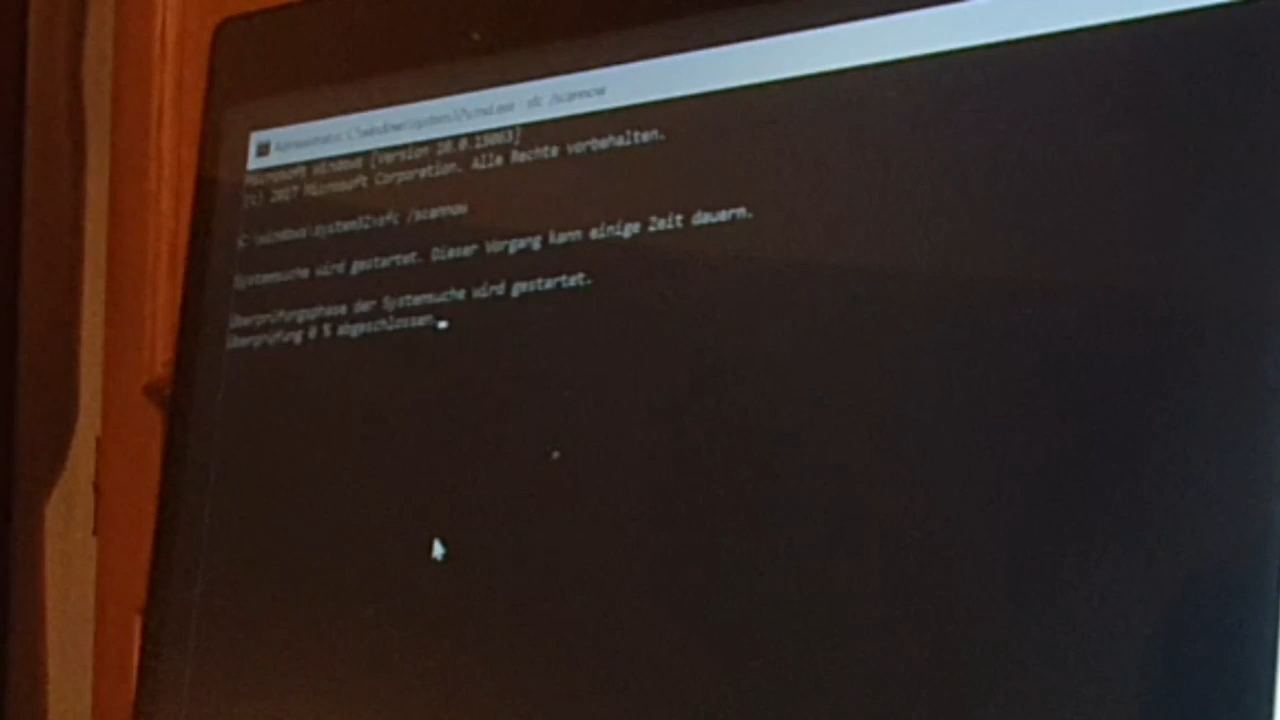 Administrator: C:\windows\system32\cmd.exe - sfc /scannow
Microsoft Windows [Version 10.0.15063]
(c) 2017 Microsoft Corporation. Alle Rechte vorbehalten.
C:\windows\system32>sfc /scannow
Systemsuche wird gestartet. Dieser Vorgang kann einige Zeit dauern.
Überprüfungsphase der Systemsuche wird gestartet.
Überprüfung 0 % abgeschlossen.